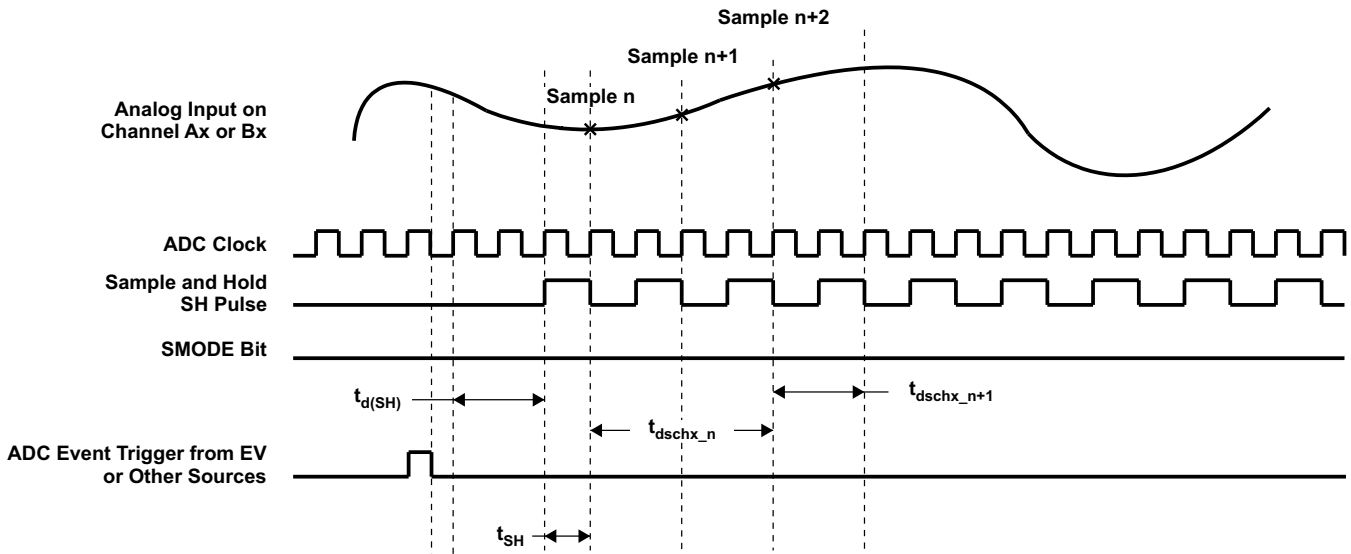 Sample n+2
Sample n+1
Sample n
Analog Input on
Channel Ax or Bx
ADC Clock
Sample and Hold
SH Pulse
SMODE Bit
td(SH)
tdschx_n+1
tdschx_n
ADC Event Trigger from EV
or Other Sources
tSH